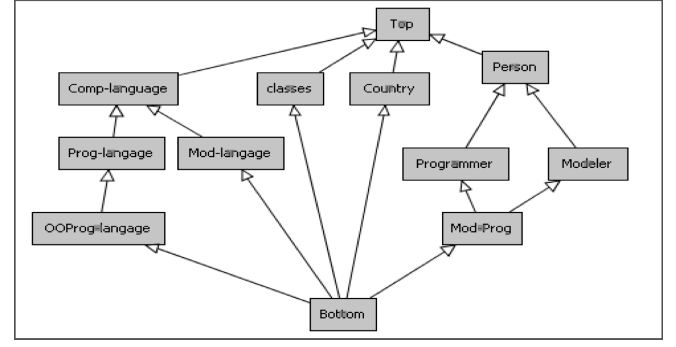 Top
Person
Comp-language
classes
Country
Prog-langage
Mod-langage
Programmer
Modeler
OOProg-langage
Mod-Prog
Bottom